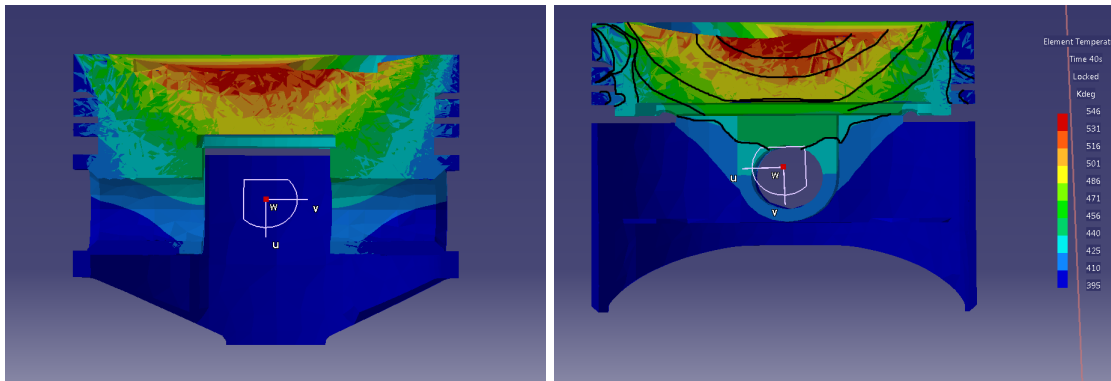 w
v
u
u
w
v
Element Temperat
Time 40s
Locked
Kdeg
546
531
516
501
486
471
456
440
425
410
395